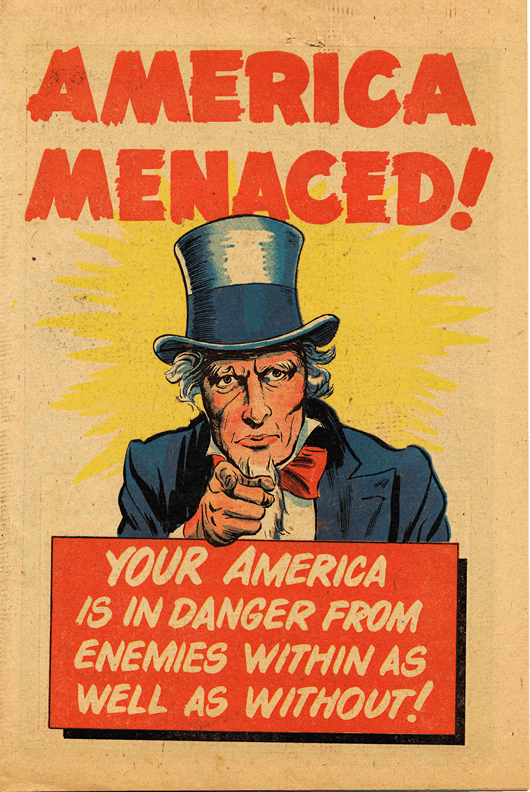 AMERICA
MENACED!
YOUR AMERICA
IS IN DANGER FROM
ENEMIES WITHIN AS
WELL AS WITHOUT!